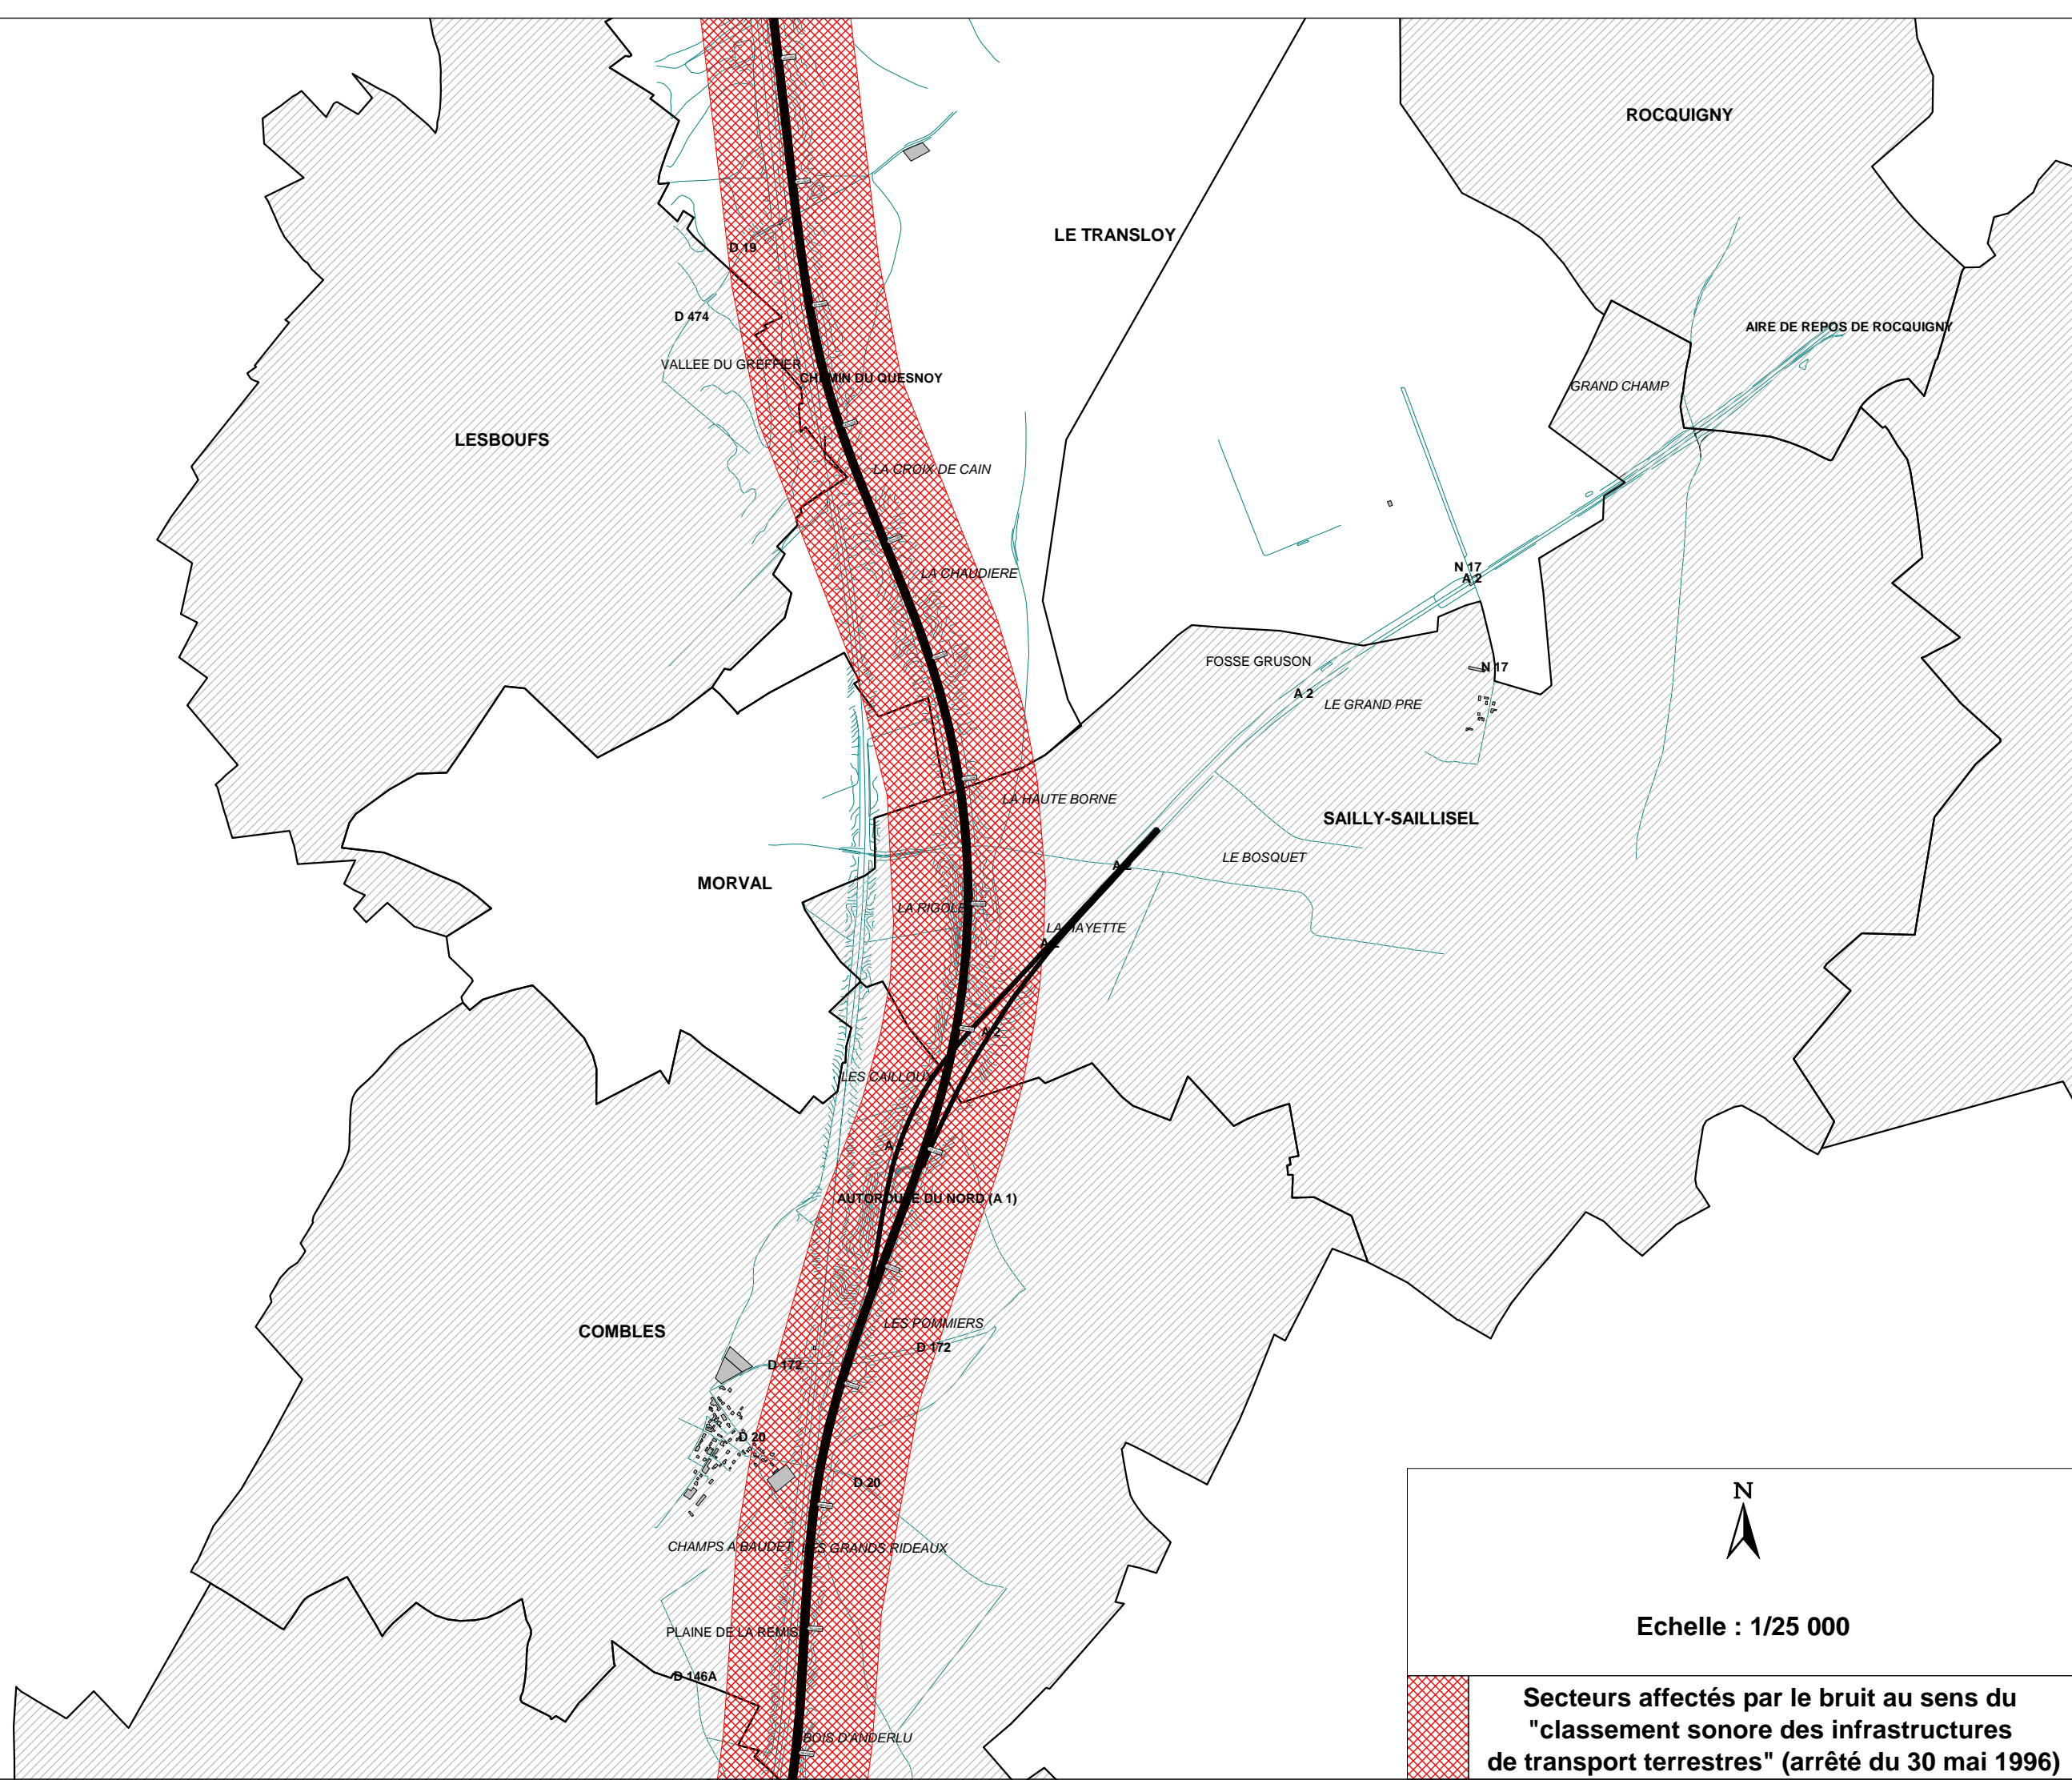 ROCQUIGNY
LE TRANSLOY
D 19
D 474
AIRE DE REPOS DE ROCQUIGNY
VALLEE DU GREFFIER
CHEMIN DU QUESNOY
GRAND CHAMP
LESBOUFS
LA CROIX DE CAIN
LA CHAUDIERE
N 17
A 2
FOSSE GRUSON
N 17
A 2
LE GRAND PRE
LA HAUTE BORNE
SAILLY-SAILLISEL
LE BOSQUET
A 2
MORVAL
LA RIGOLE
LA HAYETTE
A 2
A 2
LES CAILLOUX
A 2
AUTOROUTE DU NORD (A 1)
LES POMMIERS
COMBLES
D 172
D 172
D 20
D 20
CHAMPS A BAUDET
LES GRANDS RIDEAUX
PLAINE DE LA REMISE
D 146A
BOIS D'ANDERLU
N
Echelle : 1/25 000
Secteurs affectés par le bruit au sens du
"classement sonore des infrastructures
de transport terrestres" (arrêté du 30 mai 1996)